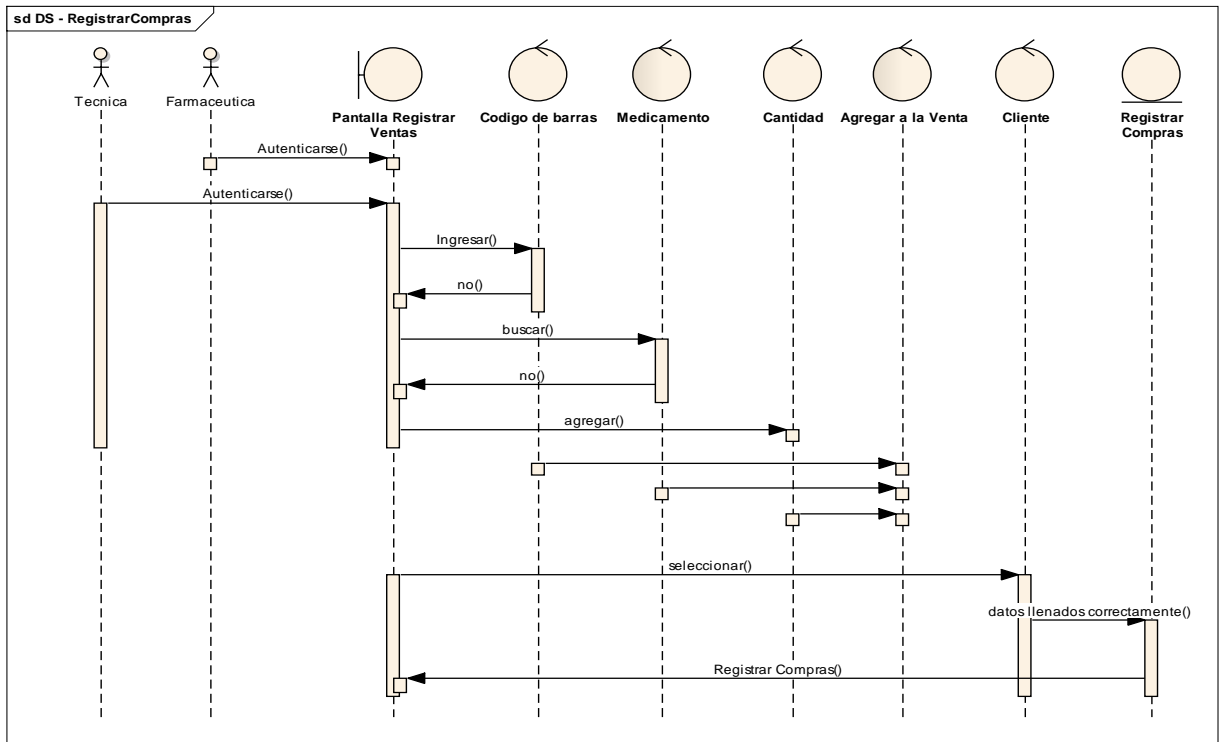 sd DS - RegistrarCompras
Tecnica
Farmaceutica
Pantalla Registrar
Ventas
Codigo de barras
Medicamento
Cantidad
Agregar a la Venta
Cliente
Registrar
Compras
Autenticarse()
Autenticarse()
Ingresar()
no()
buscar()
no()
agregar()
seleccionar()
datos llenados correctamente()
Registrar Compras()